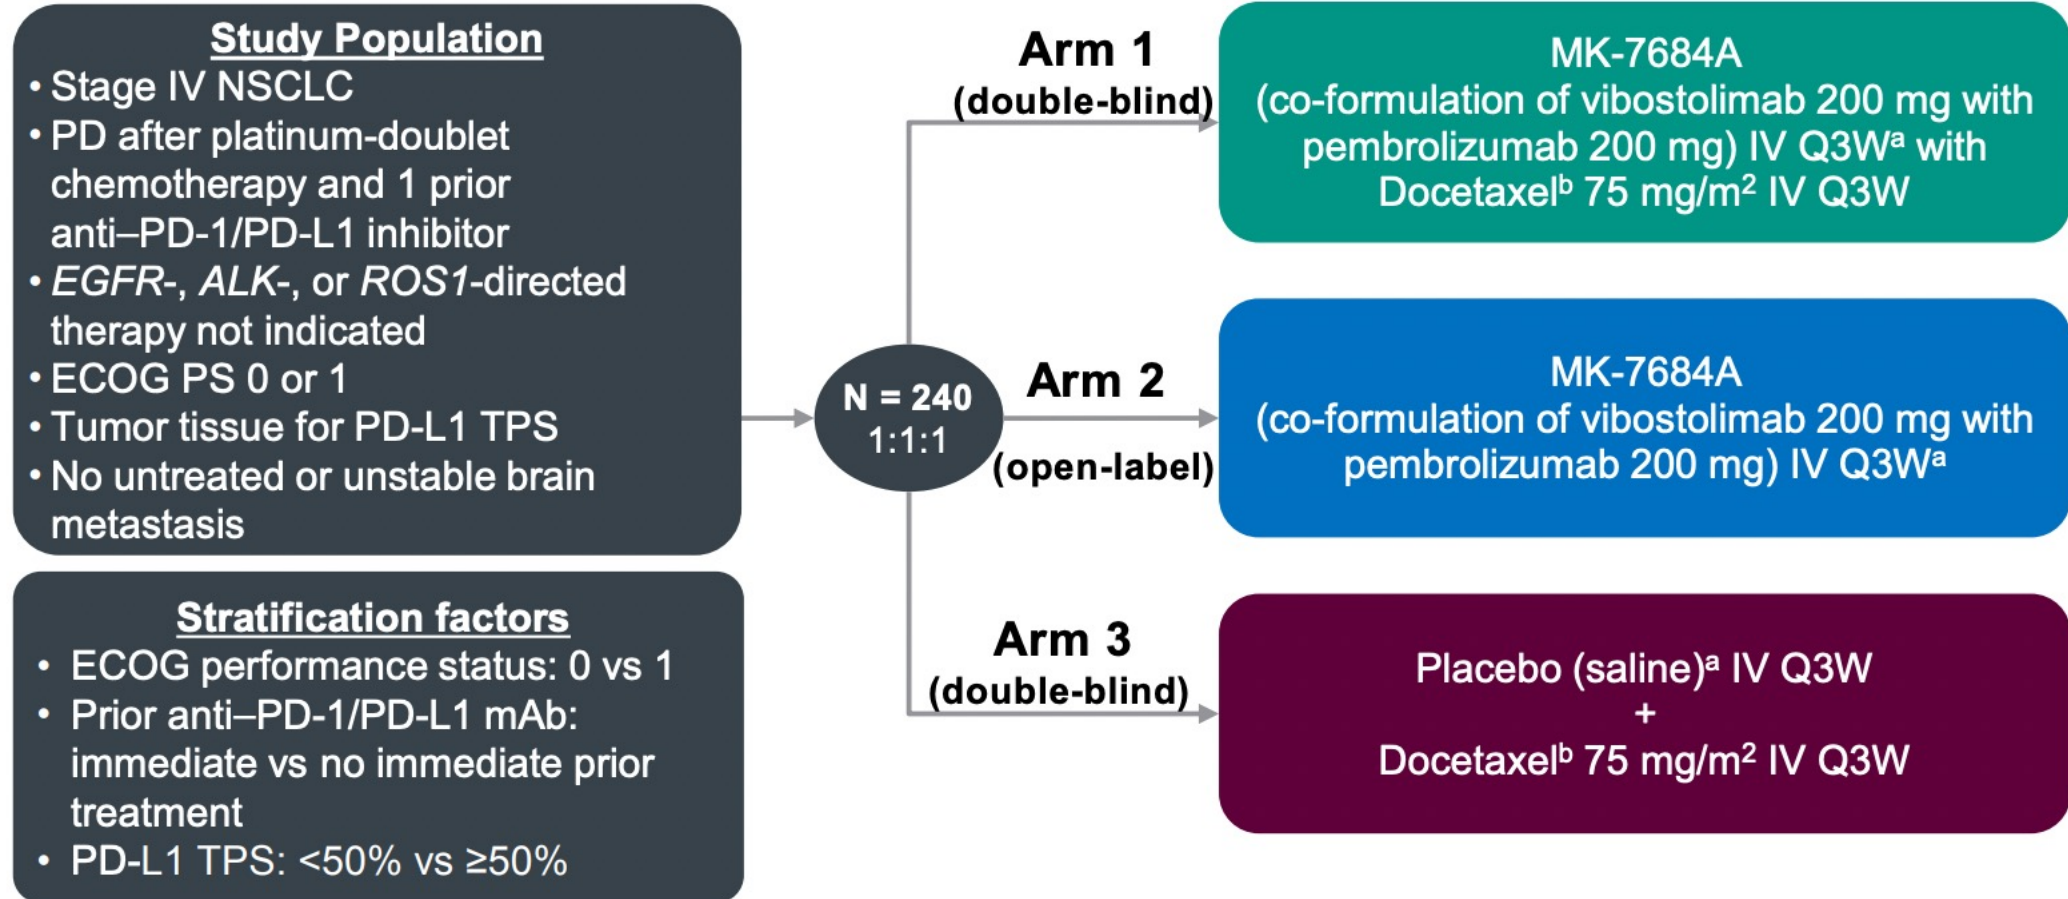 Study Population
• Stage IV NSCLC
• PD after platinum-doublet
chemotherapy and 1 prior
anti–PD-1/PD-L1 inhibitor
• EGFR-, ALK-, or ROS1-directed
therapy not indicated
• ECOG PS 0 or 1
• Tumor tissue for PD-L1 TPS
• No untreated or unstable brain
metastasis
Stratification factors
• ECOG performance status: 0 vs 1
• Prior anti–PD-1/PD-L1 mAb:
immediate vs no immediate prior
treatment
• PD-L1 TPS: <50% vs ≥50%
N = 240
1:1:1
Arm 1
(double-blind)
MK-7684A
(co-formulation of vibostolimab 200 mg with
pembrolizumab 200 mg) IV Q3Wᵃ with
Docetaxelᵇ 75 mg/m² IV Q3W
Arm 2
(open-label)
MK-7684A
(co-formulation of vibostolimab 200 mg with
pembrolizumab 200 mg) IV Q3Wᵃ
Arm 3
(double-blind)
Placebo (saline)ᵃ IV Q3W
+
Docetaxelᵇ 75 mg/m² IV Q3W